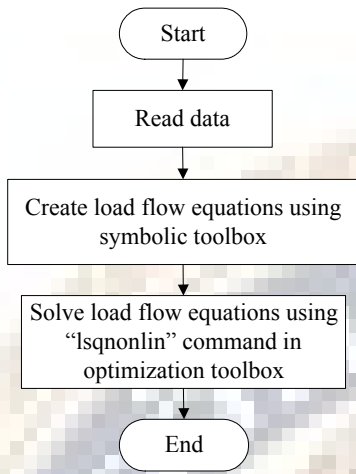 Start
Read data
Create load flow equations using
symbolic toolbox
Solve load flow equations using
“lsqnonlin” command in
optimization toolbox
End